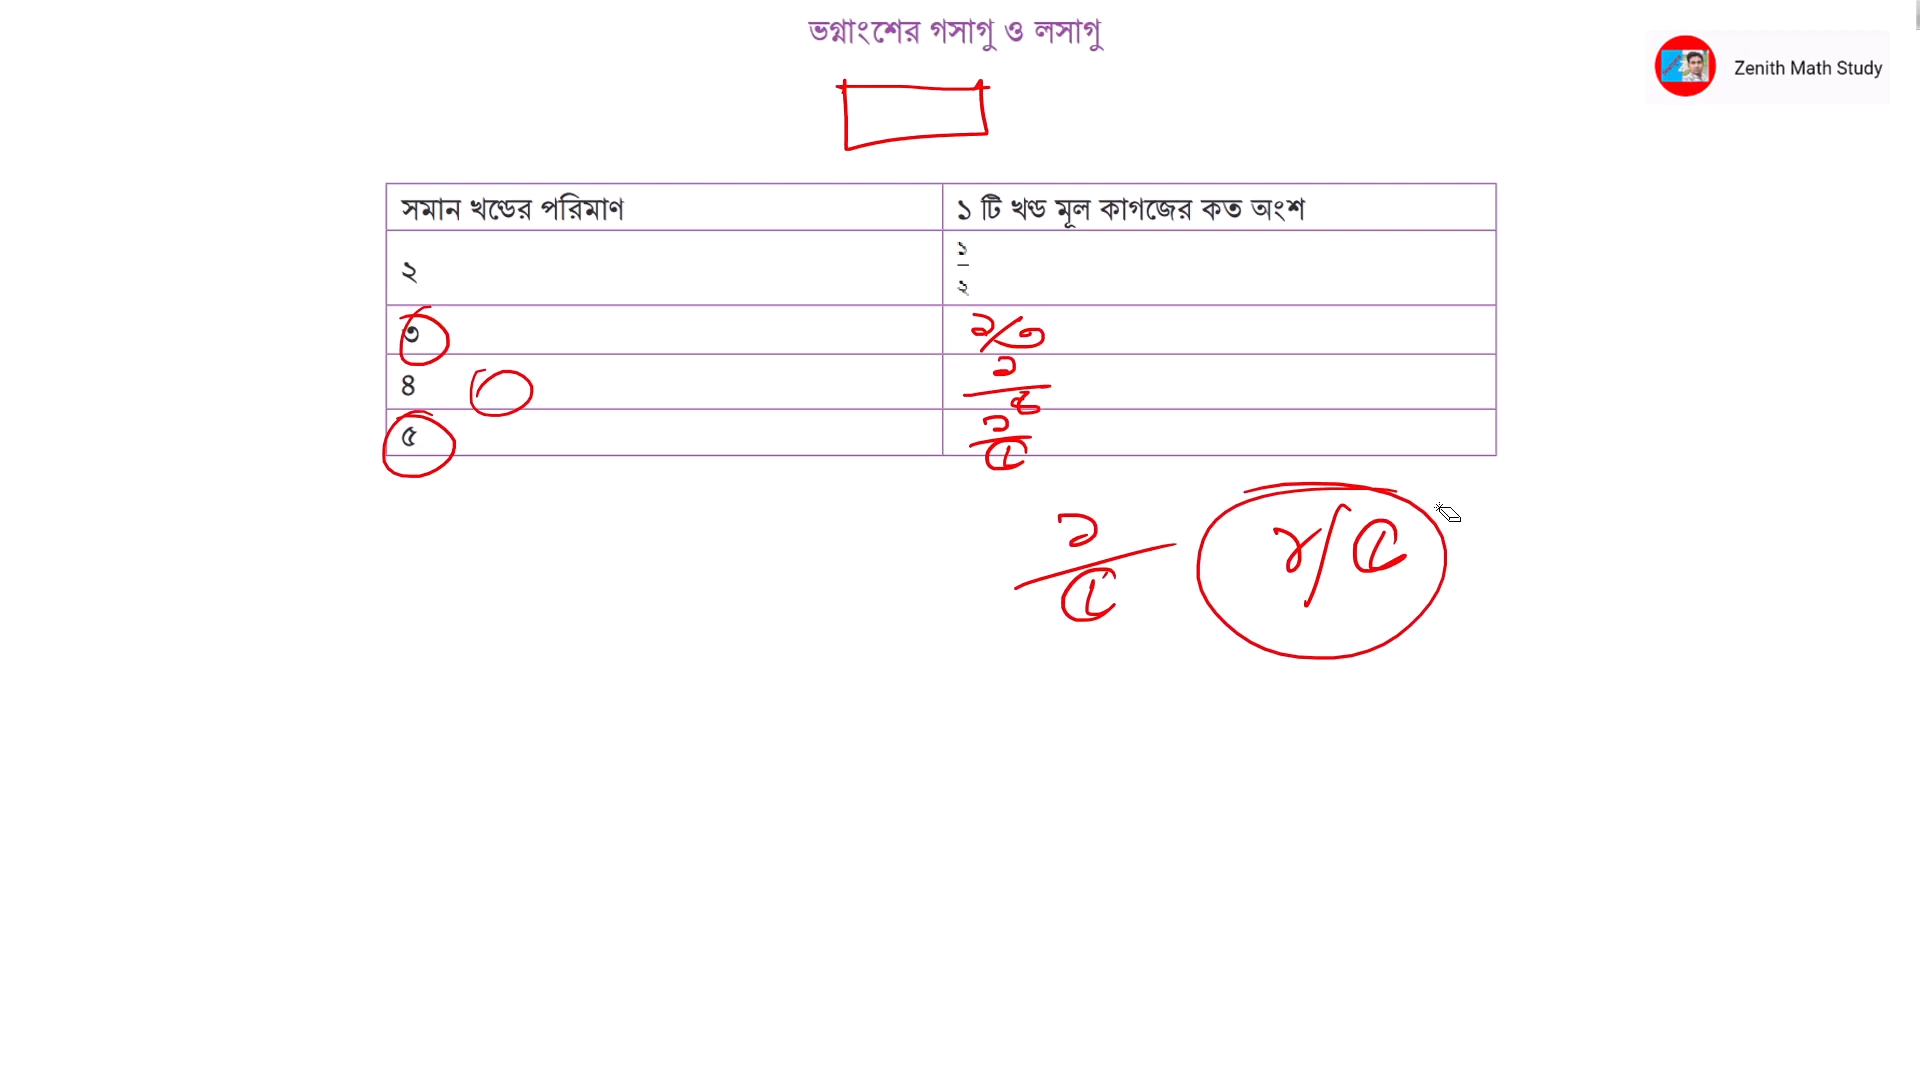 ভগ্নাংশের গসাগু ও লসাগু
Zenith Math Study
সমান খন্ডের পরিমাণ ১ টি খন্ড মূল কাগজের কত অংশ
২ ১/২
৩ ১/৩
৪ ১/৪
৫ ১/৫
১/৫ ২/৫